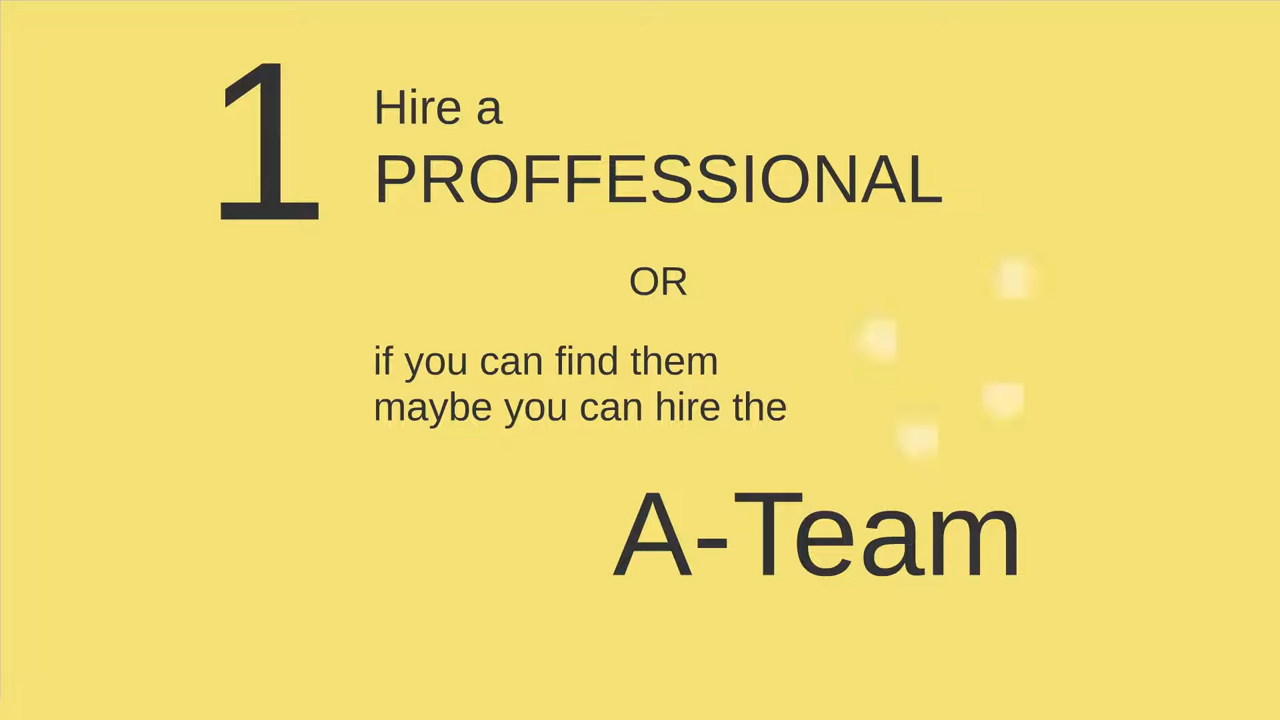 1
Hire a
PROFFESSIONAL
OR
if you can find them
maybe you can hire the
A-Team